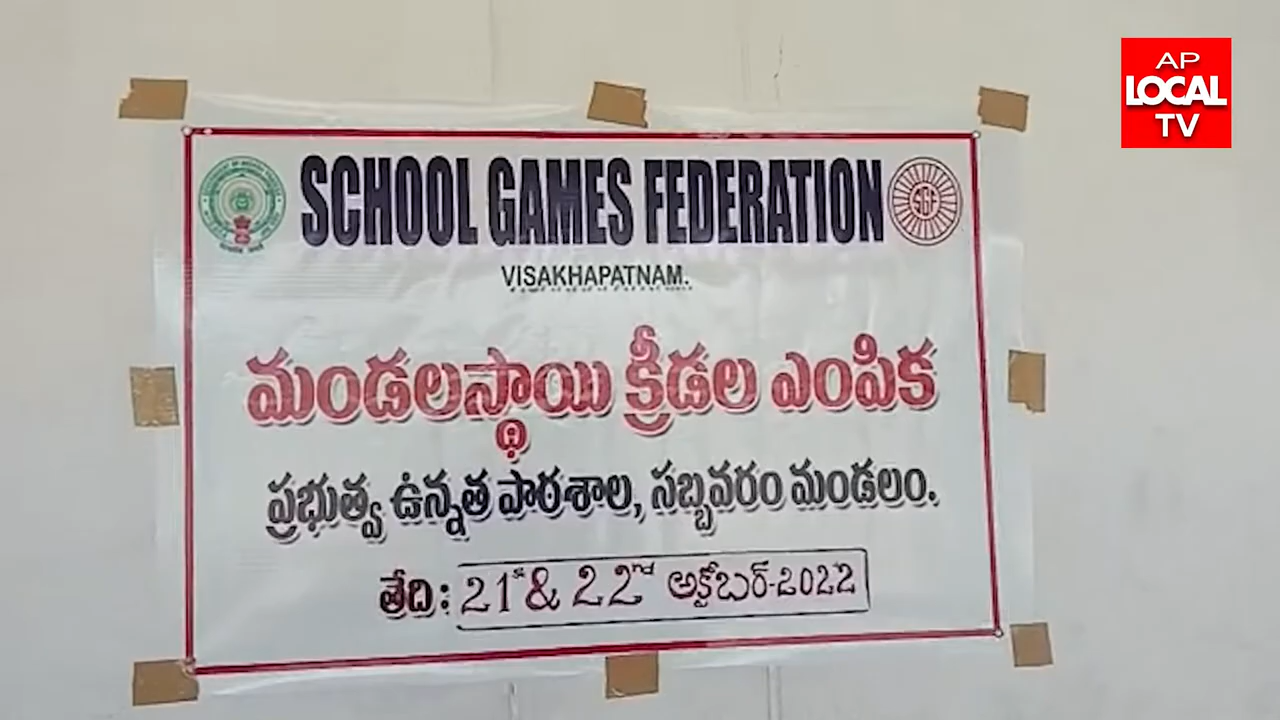 AP
LOCAL
TV
SCHOOL GAMES FEDERATION
SGF
VISAKHAPATNAM.
మండలస్థాయి క్రీడల ఎంపిక
ప్రభుత్వ ఉన్నత పాఠశాల, సబ్బవరం మండలం.
తేది : 21st & 22nd అక్టోబర్-2022